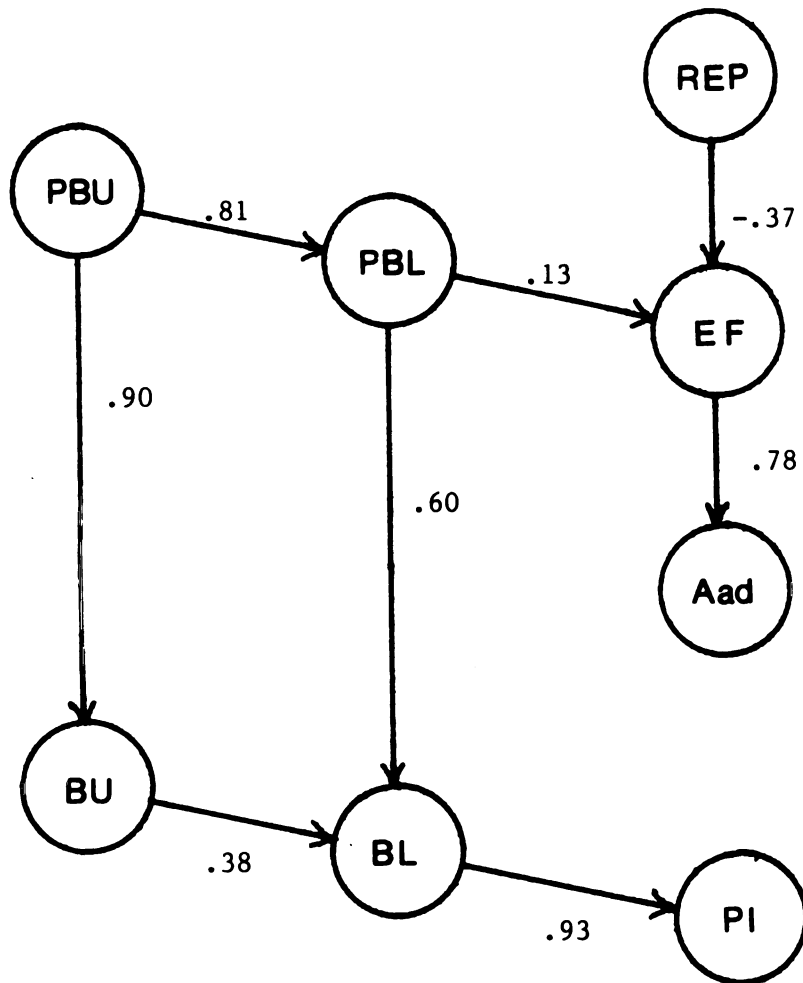 REP
PBU
.81
-.37
PBL
.13
EF
.90
.78
.60
Aad
BU
BL
.38
PI
.93